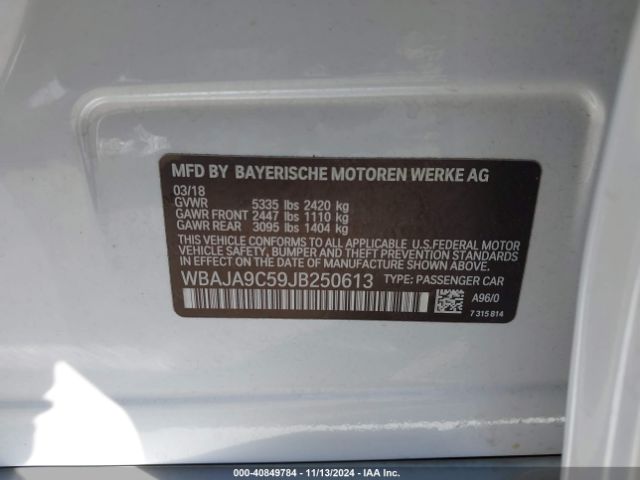 MFD BY BAYERISCHE MOTOREN WERKE AG
03/18
GVWR 5335 lbs 2420 kg
GAWR FRONT 2447 lbs 1110 kg
GAWR REAR 3095 lbs 1404 kg
THIS VEHICLE CONFORMS TO ALL APPLICABLE U.S.FEDERAL MOTOR
VEHICLE SAFETY, BUMPER AND THEFT PREVENTION STANDARDS
IN EFFECT ON THE DATE OF MANUFACTURE SHOWN ABOVE.
WBAJA9C59JB250613 TYPE: PASSENGER CAR
A96/0
7 315 814
000-40849784 — 11/13/2024 — IAA Inc.